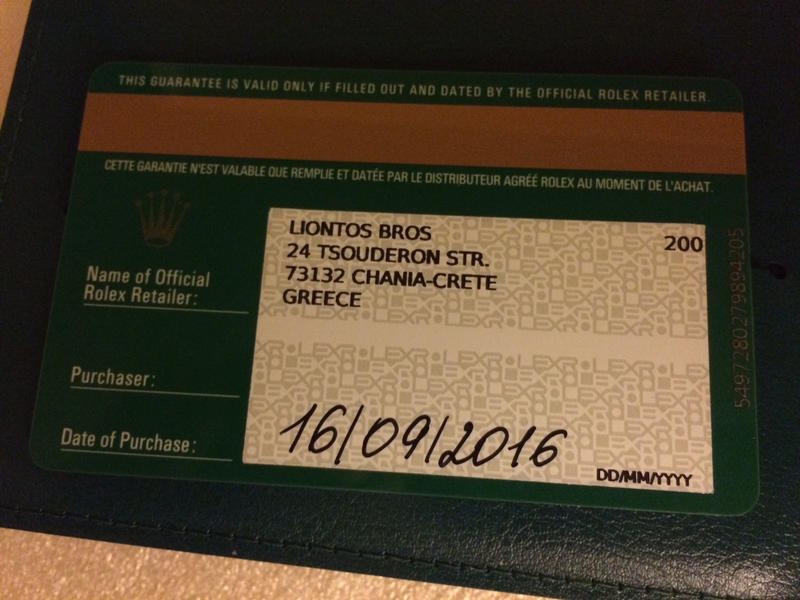 THIS GUARANTEE IS VALID ONLY IF FILLED OUT AND DATED BY THE OFFICIAL ROLEX RETAILER.
CETTE GARANTIE N'EST VALABLE QUE REMPLIE ET DATÉE PAR LE DISTRIBUTEUR AGRÉÉ ROLEX AU MOMENT DE L'ACHAT.
LIONTOS BROS 200
24 TSOUDERON STR.
73132 CHANIA-CRETE
GREECE
Name of Official
Rolex Retailer:
Purchaser:
Date of Purchase: 16/09/2016
DD/MM/YYYY
5497280279894205